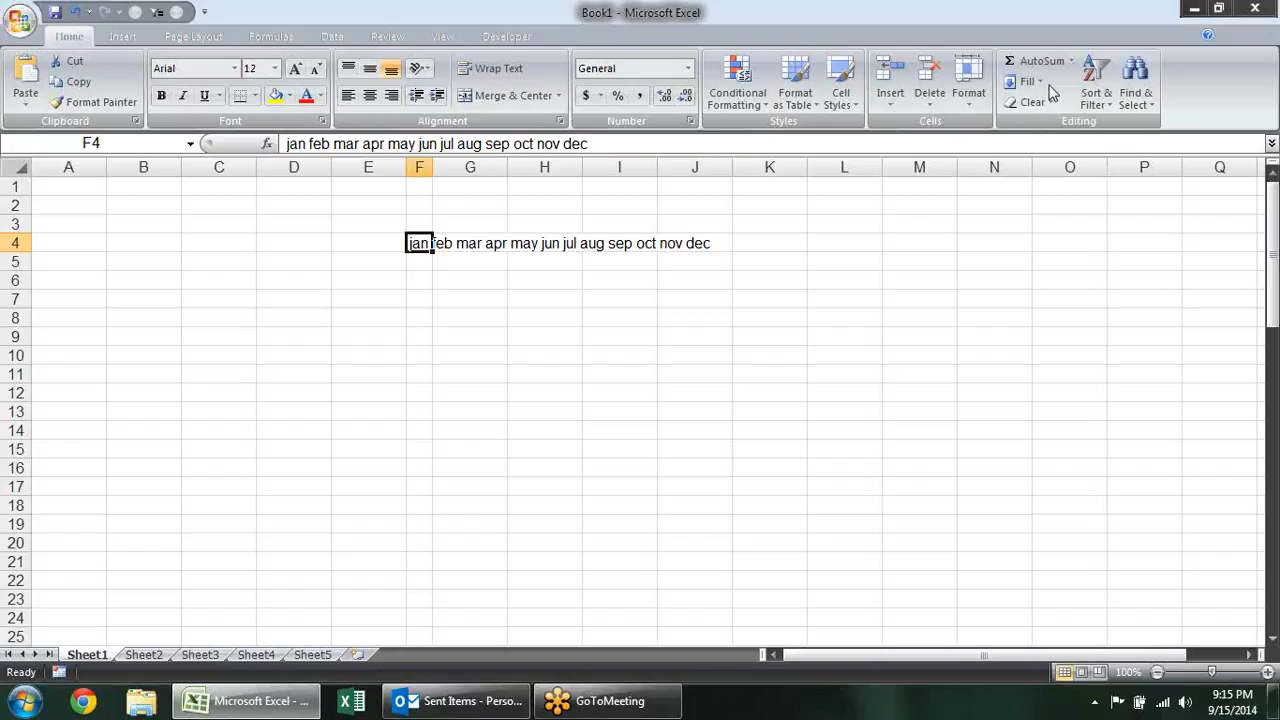 Book1 - Microsoft Excel
Home Insert Page Layout Formulas Data Review View Developer
Paste
Cut
Copy
Format Painter
Clipboard
Arial 12
B I U
Font
Wrap Text
Merge & Center
Alignment
General
$ % ,
Number
Conditional Formatting
Format as Table
Cell Styles
Styles
Insert
Delete
Format
Cells
Σ AutoSum
Fill
Clear
Sort & Filter
Find & Select
Editing
F4 fx jan feb mar apr may jun jul aug sep oct nov dec
A B C D E F G H I J K L M N O P Q
1
2
3
4 jan feb mar apr may jun jul aug sep oct nov dec
5
6
7
8
9
10
11
12
13
14
15
16
17
18
19
20
21
22
23
24
25
Sheet1 Sheet2 Sheet3 Sheet4 Sheet5
Ready 100%
Microsoft Excel - ... Sent Items - Perso... GoToMeeting
9:15 PM
9/15/2014